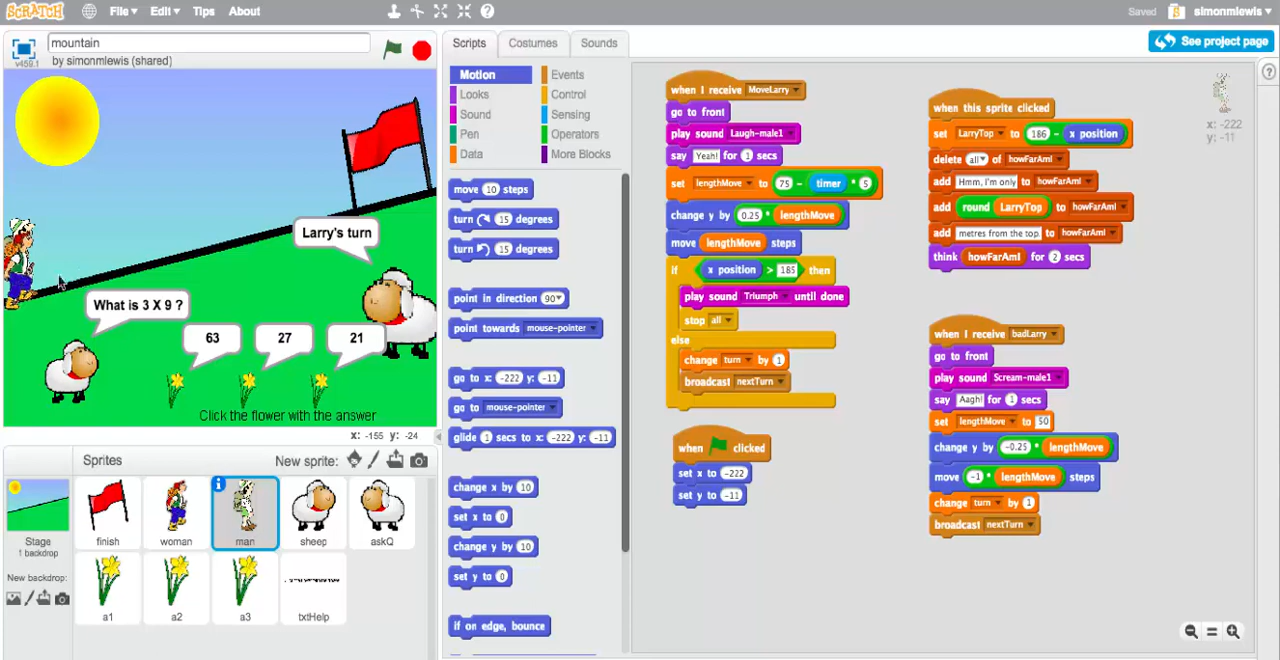 SCRATCH File Edit Tips About Saved simonmlewis
mountain
by simonmlewis (shared)
v459.1
Scripts Costumes Sounds
See project page
Motion Events
Looks Control
Sound Sensing
Pen Operators
Data More Blocks
move 10 steps
turn 15 degrees
turn 15 degrees
point in direction 90
point towards mouse-pointer
go to x: -222 y: -11
go to mouse-pointer
glide 1 secs to x: -222 y: -11
change x by 10
set x to 0
change y by 10
set y to 0
if on edge, bounce
Larry's turn
What is 3 X 9 ?
63 27 21
Click the flower with the answer
x: -155 y: -24
Sprites New sprite:
finish woman man sheep askQ
Stage
1 backdrop
New backdrop:
a1 a2 a3 txtHelp
when I receive MoveLarry
go to front
play sound Laugh-male1
say Yeah! for 1 secs
set lengthMove to 75 - timer * 5
change y by 0.25 * lengthMove
move lengthMove steps
if x position > 185 then
play sound Triumph until done
stop all
else
change turn by 1
broadcast nextTurn
when clicked
set x to -222
set y to -11
when this sprite clicked
set LarryTop to 186 - x position
delete all of howFarAmI
add Hmm, I'm only to howFarAmI
add round LarryTop to howFarAmI
add metres from the top. to howFarAmI
think howFarAmI for 2 secs
when I receive badLarry
go to front
play sound Scream-male1
say Aagh! for 1 secs
set lengthMove to 50
change y by -0.25 * lengthMove
move -1 * lengthMove steps
change turn by 1
broadcast nextTurn
x: -222
y: -11